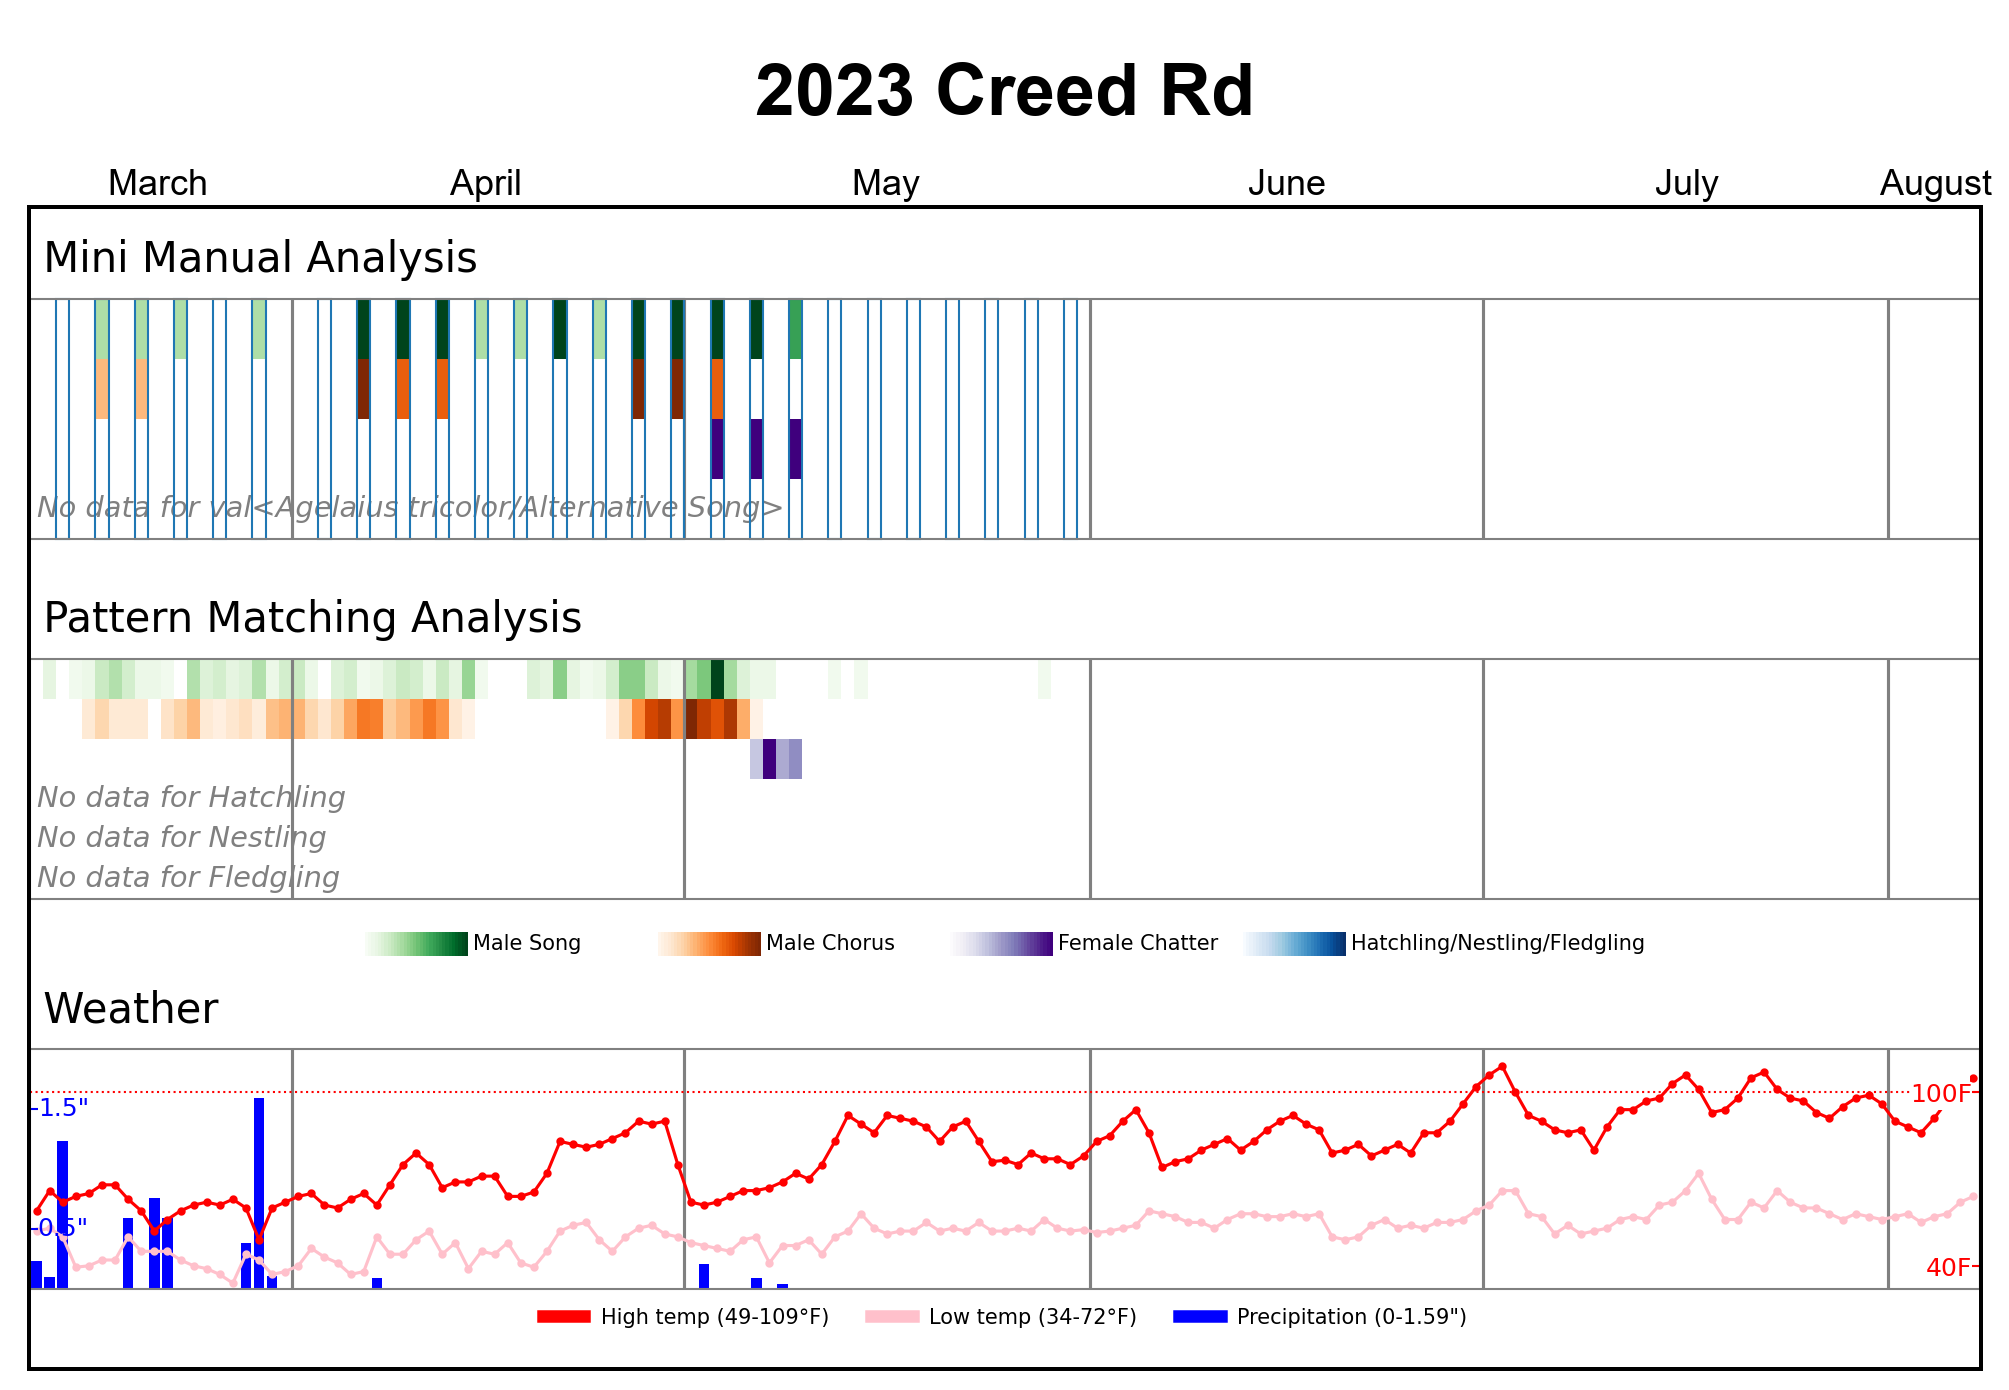 2023 Creed Rd
March April May June July August
Mini Manual Analysis
No data for val<Agelaius tricolor/Alternative Song>
Pattern Matching Analysis
No data for Hatchling
No data for Nestling
No data for Fledgling
Male Song Male Chorus Female Chatter Hatchling/Nestling/Fledgling
Weather
100F
1.5"
0.5"
40F
High temp (49-109°F) Low temp (34-72°F) Precipitation (0-1.59")